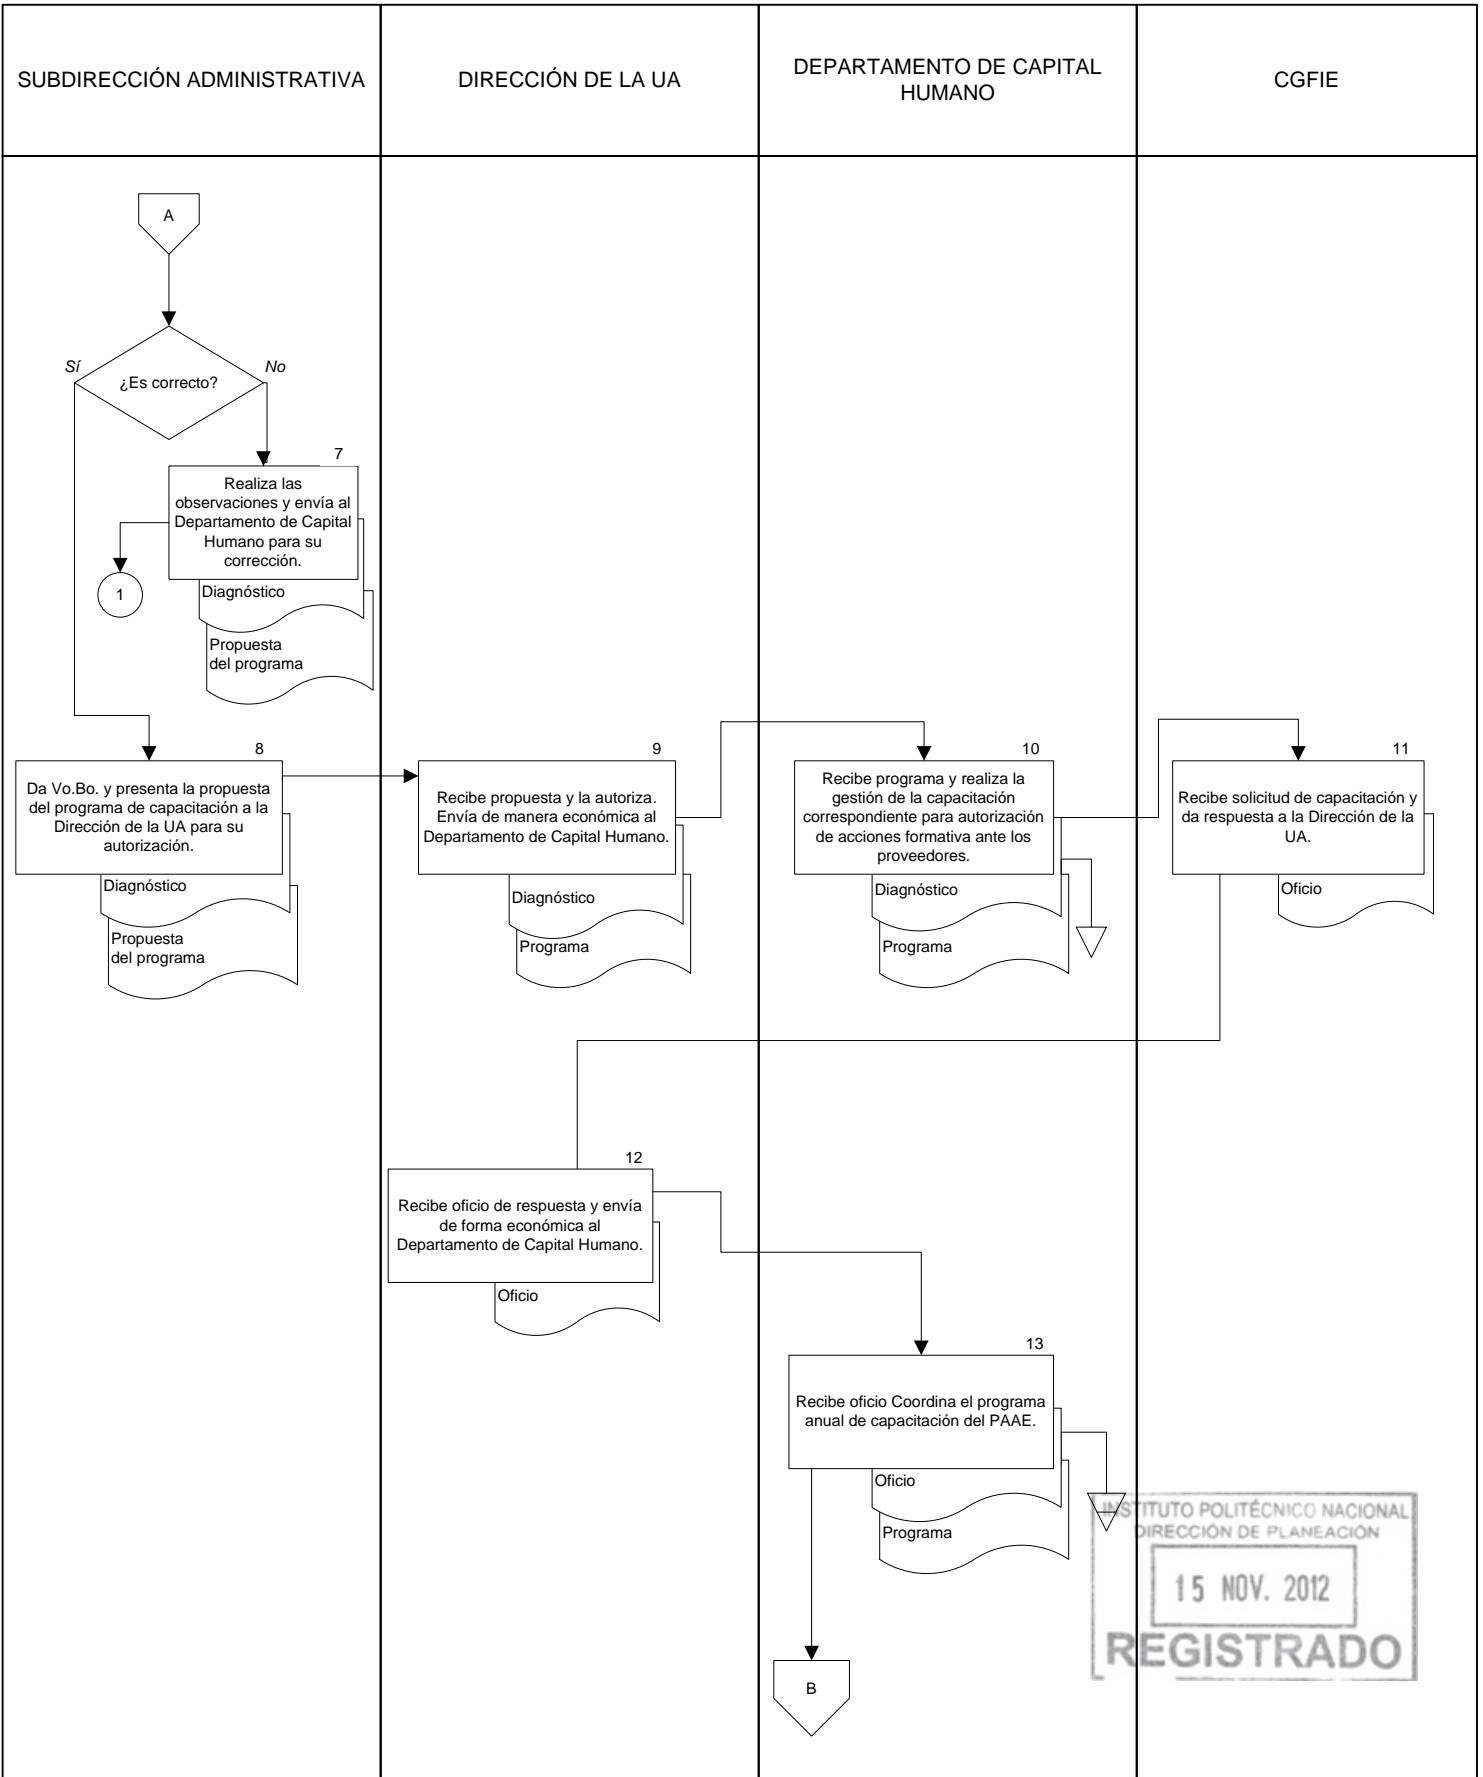 SUBDIRECCIÓN ADMINISTRATIVA
DIRECCIÓN DE LA UA
DEPARTAMENTO DE CAPITAL
HUMANO
CGFIE
A
Sí
No
¿Es correcto?
7
Realiza las
observaciones y envía al
Departamento de Capital
Humano para su
corrección.
1
Diagnóstico
Propuesta
del programa
8
Da Vo.Bo. y presenta la propuesta
del programa de capacitación a la
Dirección de la UA para su
autorización.
Diagnóstico
Propuesta
del programa
9
Recibe propuesta y la autoriza.
Envía de manera económica al
Departamento de Capital Humano.
Diagnóstico
Programa
10
Recibe programa y realiza la
gestión de la capacitación
correspondiente para autorización
de acciones formativa ante los
proveedores.
Diagnóstico
Programa
11
Recibe solicitud de capacitación y
da respuesta a la Dirección de la
UA.
Oficio
12
Recibe oficio de respuesta y envía
de forma económica al
Departamento de Capital Humano.
Oficio
13
Recibe oficio Coordina el programa
anual de capacitación del PAAE.
Oficio
Programa
B
INSTITUTO POLITÉCNICO NACIONAL
DIRECCIÓN DE PLANEACIÓN
15 NOV. 2012
REGISTRADO